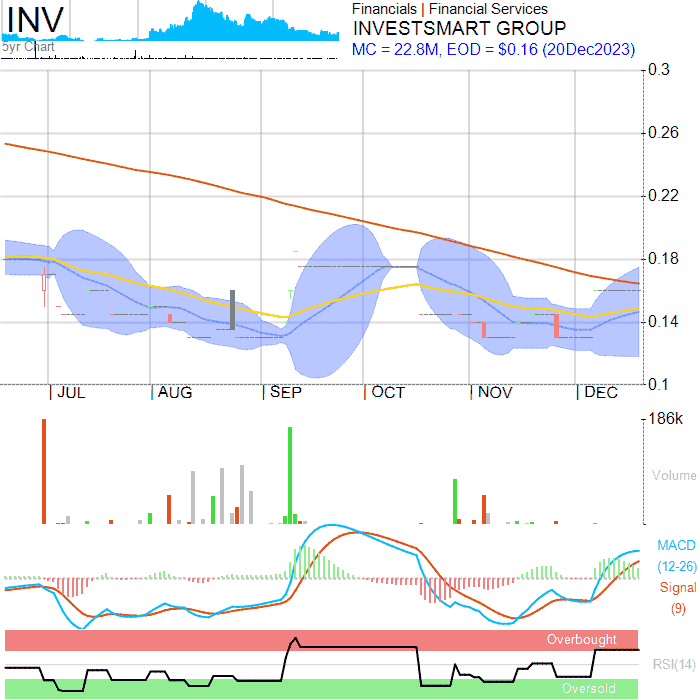 INV
5yr Chart
Financials | Financial Services
INVESTSMART GROUP
MC = 22.8M, EOD = $0.16 (20Dec2023)
0.3
0.26
0.22
0.18
0.14
0.1
JUL AUG SEP OCT NOV DEC
186k
Volume
MACD
(12-26)
Signal
(9)
Overbought
RSI(14)
Oversold